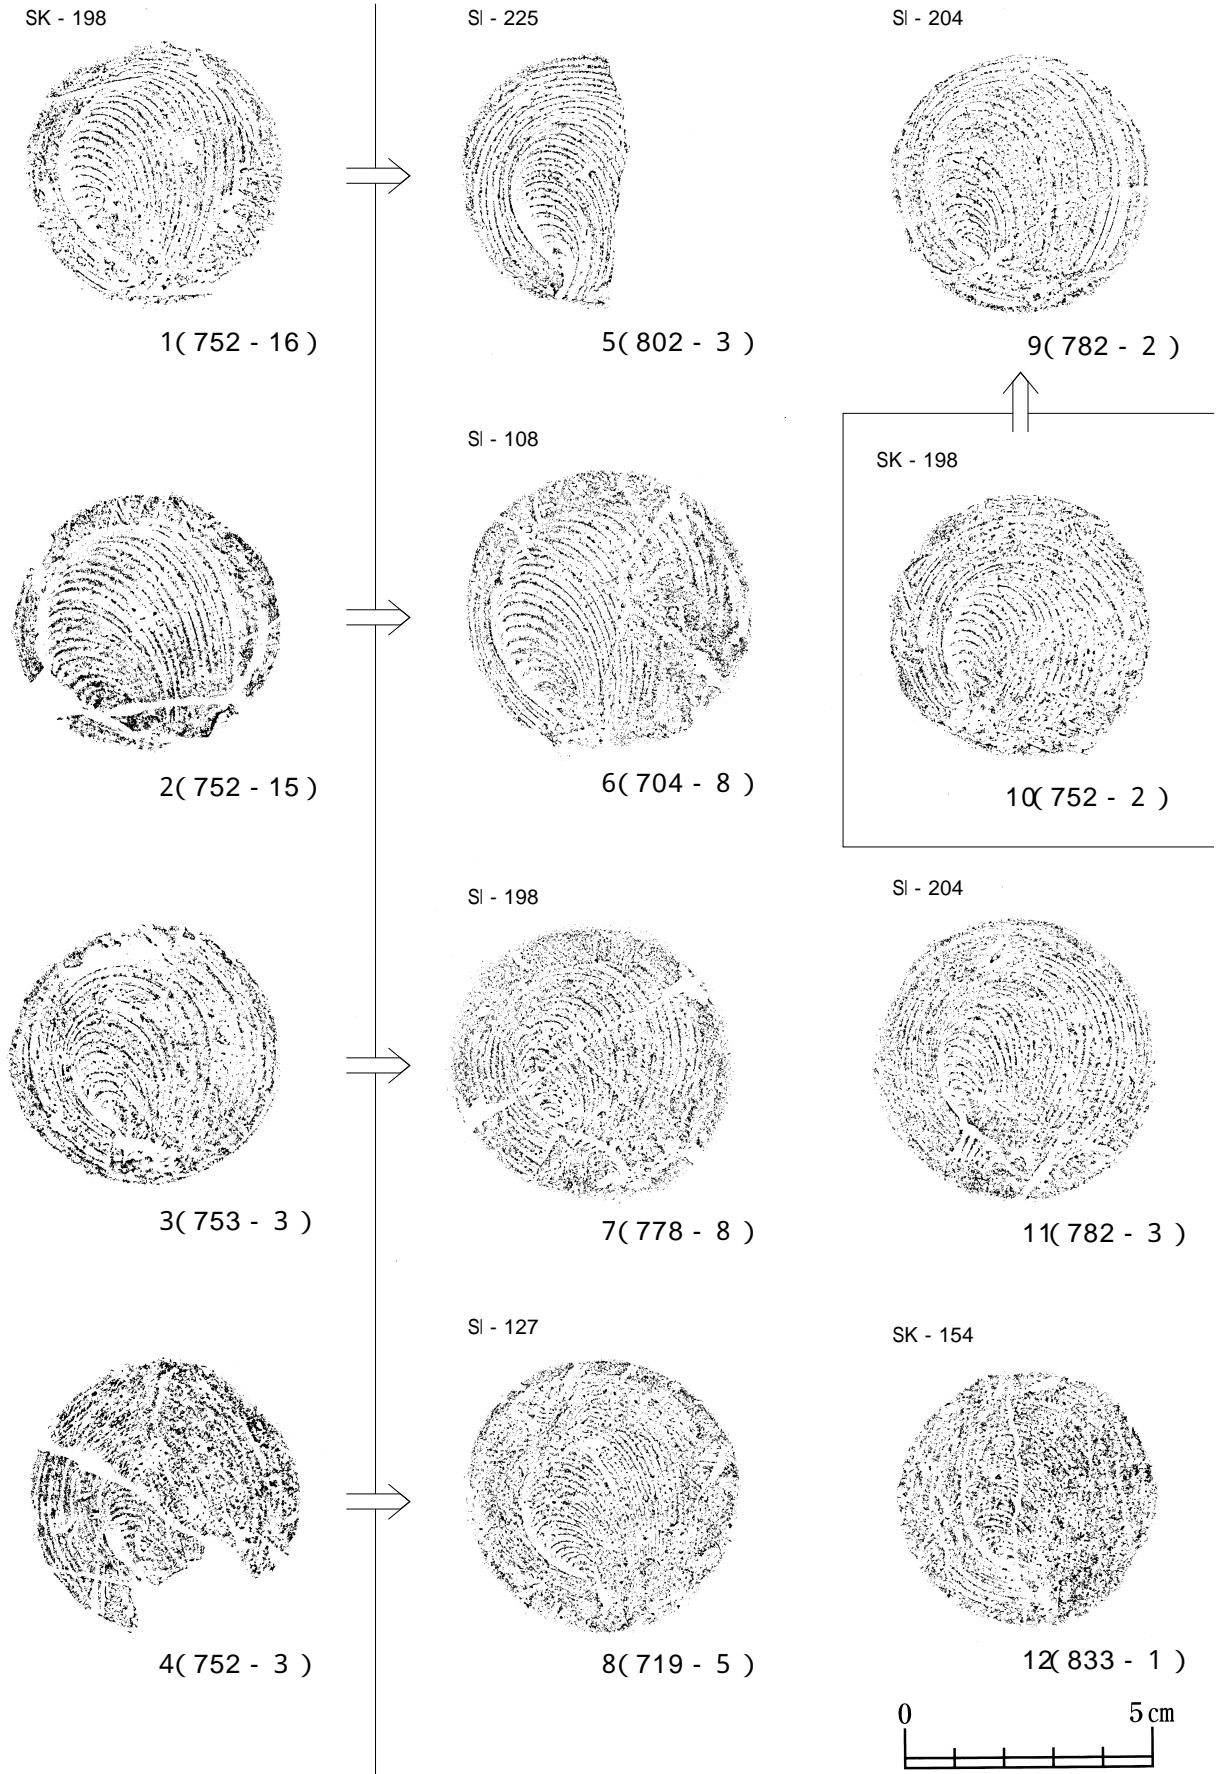 SK - 198
SI - 225
SI - 204
1( 752 - 16 )
5( 802 - 3 )
9( 782 - 2 )
SI - 108
SK - 198
2( 752 - 15 )
6( 704 - 8 )
10( 752 - 2 )
SI - 198
SI - 204
3( 753 - 3 )
7( 778 - 8 )
11( 782 - 3 )
SI - 127
SK - 154
4( 752 - 3 )
8( 719 - 5 )
12( 833 - 1 )
0 5 cm